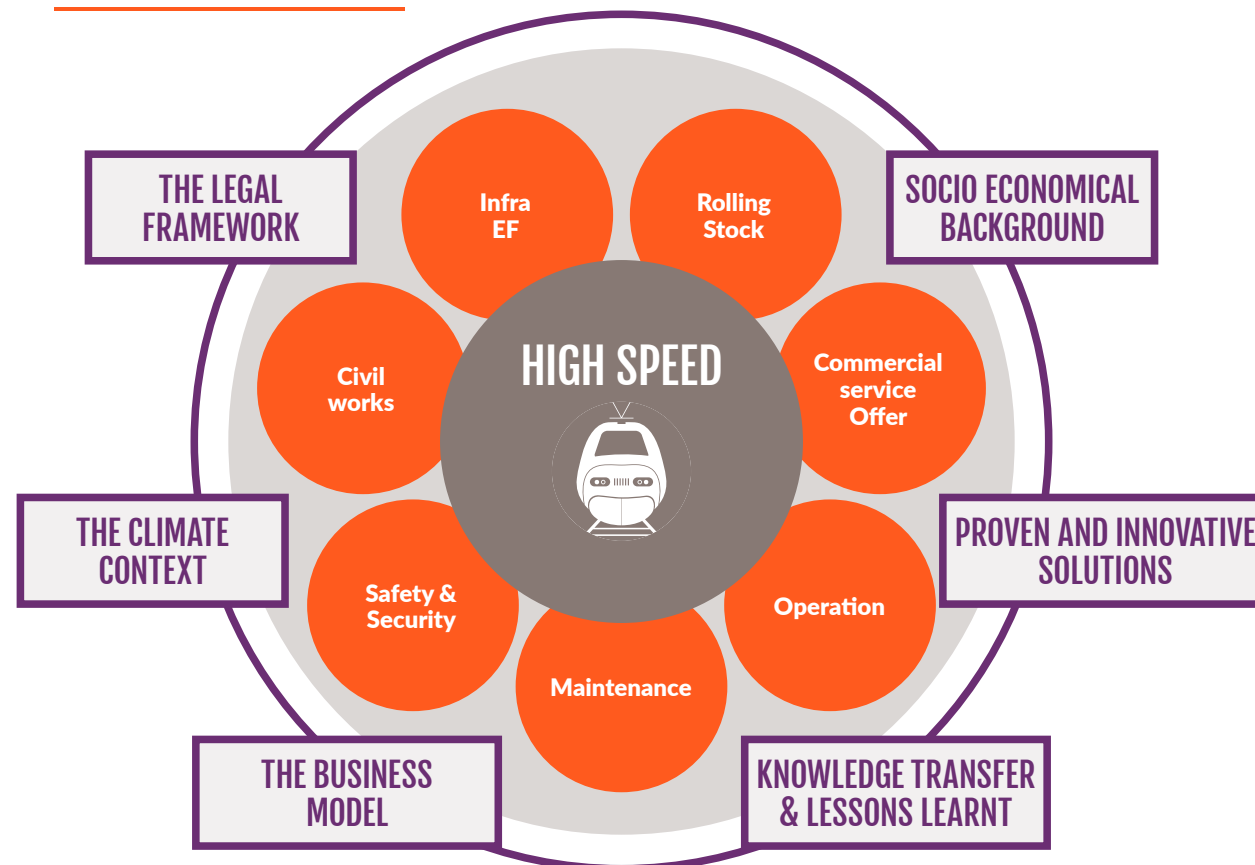 THE LEGAL
FRAMEWORK
Infra
EF
Rolling
Stock
SOCIO ECONOMICAL
BACKGROUND
Civil
works
HIGH SPEED
Commercial
service
Offer
THE CLIMATE
CONTEXT
PROVEN AND INNOVATIVE
SOLUTIONS
Safety &
Security
Operation
Maintenance
THE BUSINESS
MODEL
KNOWLEDGE TRANSFER
& LESSONS LEARNT